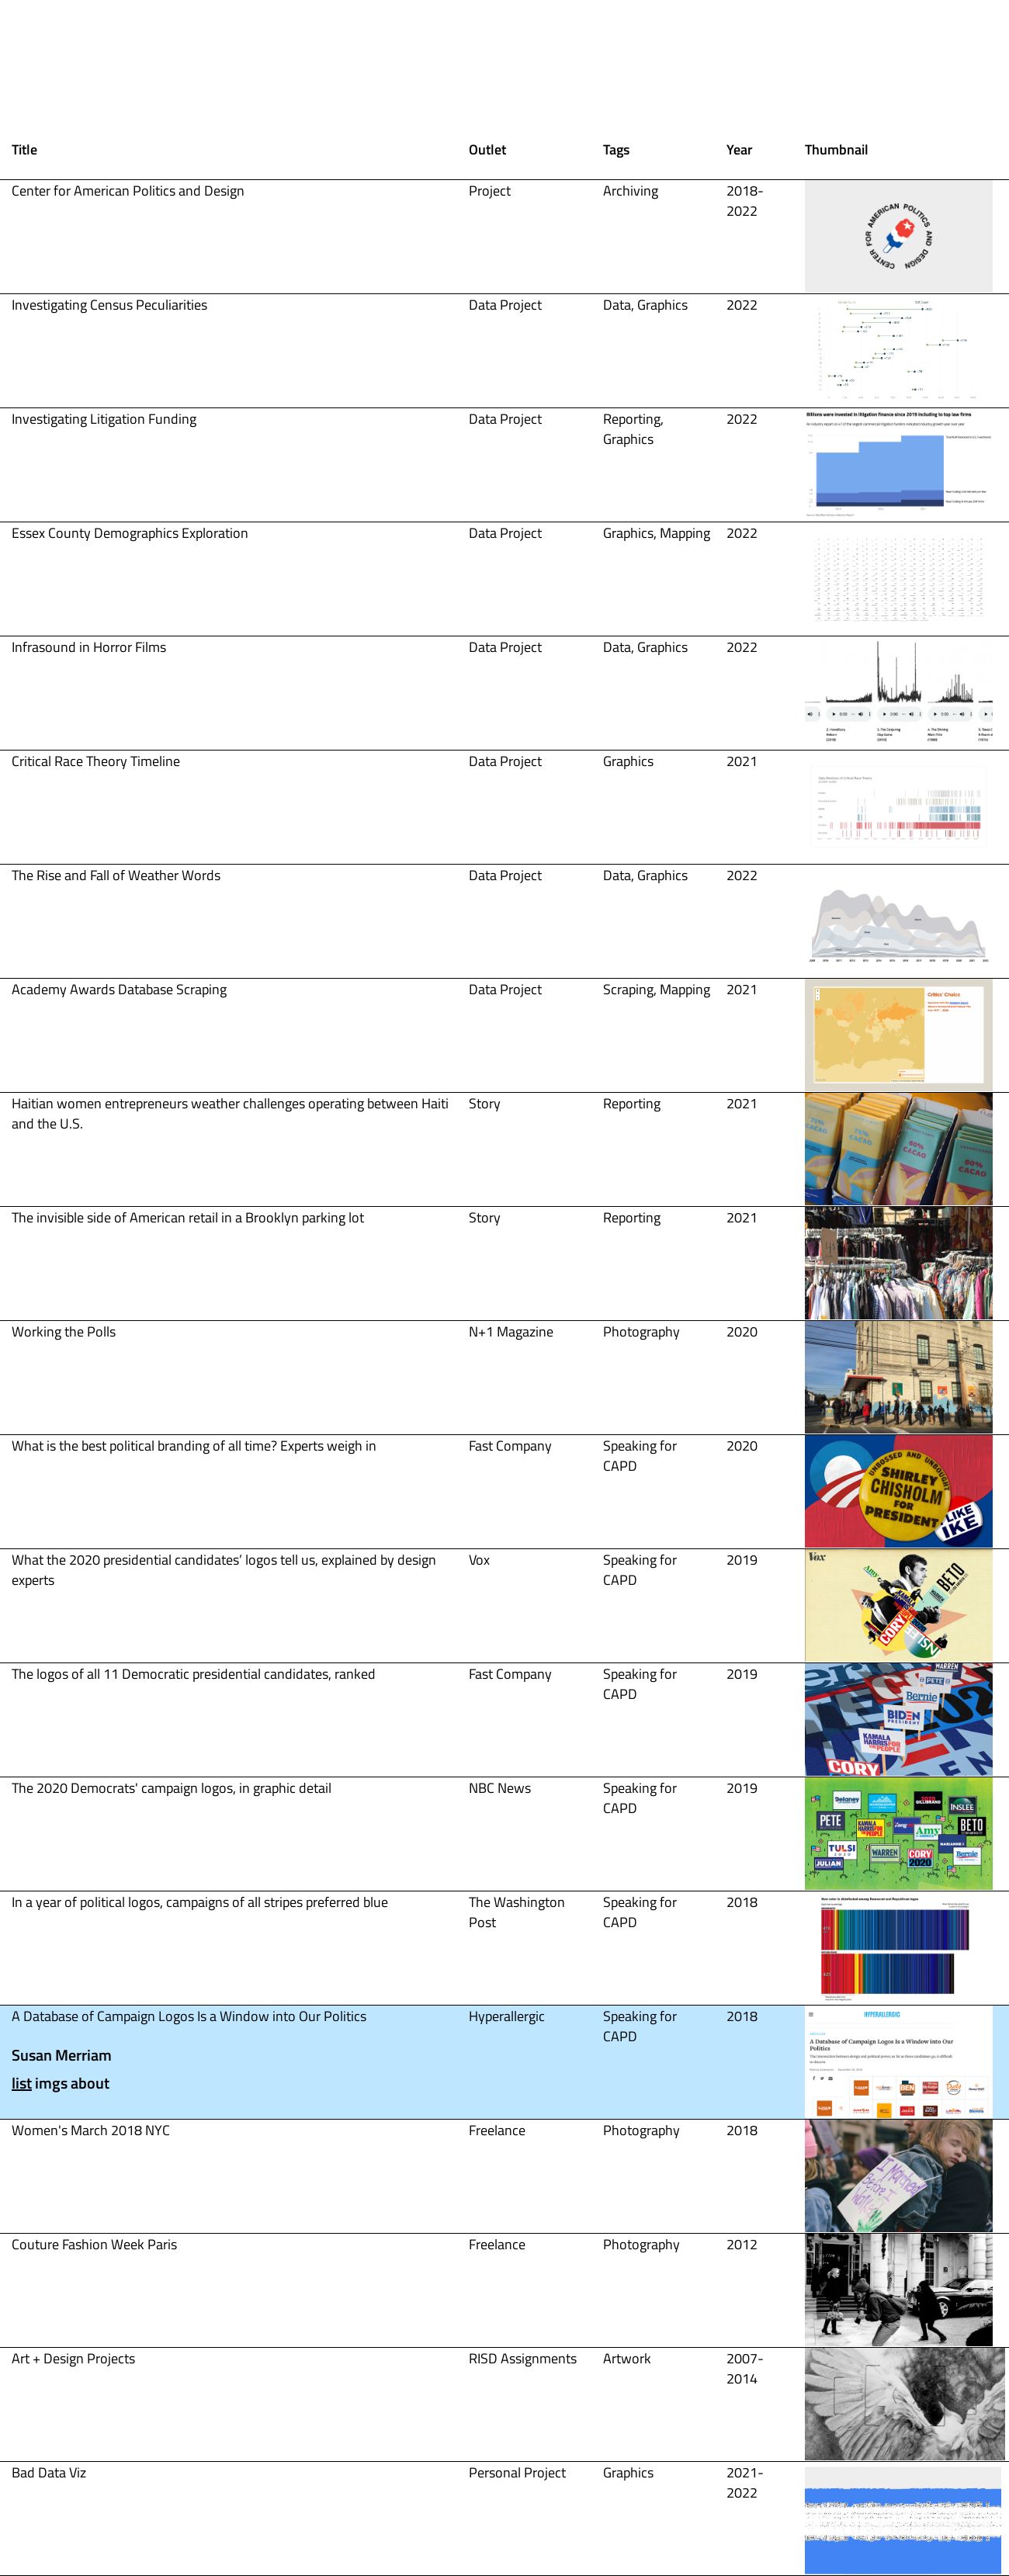 Title Outlet Tags Year Thumbnail
Center for American Politics and Design Project Archiving 2018-
2022
CENTER FOR AMERICAN POLITICS AND DESIGN
Investigating Census Peculiarities Data Project Data, Graphics 2022
Investigating Litigation Funding Data Project Reporting, 2022
Graphics
Billions were invested in litigation finance since 2019 including to top law firms
Essex County Demographics Exploration Data Project Graphics, Mapping 2022
Infrasound in Horror Films Data Project Data, Graphics 2022
0:00 0:00 0:00
Critical Race Theory Timeline Data Project Graphics 2021
The Rise and Fall of Weather Words Data Project Data, Graphics 2022
Academy Awards Database Scraping Data Project Scraping, Mapping 2021
Critics' Choice
Haitian women entrepreneurs weather challenges operating between Haiti Story Reporting 2021
and the U.S.
75% CACAO
60% CACAO
60% CACAO
The invisible side of American retail in a Brooklyn parking lot Story Reporting 2021
Working the Polls N+1 Magazine Photography 2020
What is the best political branding of all time? Experts weigh in Fast Company Speaking for 2020
CAPD
UNBOSSED AND UNBOUGHT
SHIRLEY
CHISHOLM
FOR
PRESIDENT
LIKE
IKE
What the 2020 presidential candidates’ logos tell us, explained by design Vox Speaking for 2019
experts CAPD
Vox
Amy
BETO
CORY
The logos of all 11 Democratic presidential candidates, ranked Fast Company Speaking for 2019
CAPD
WARREN
PETE
Bernie
BIDEN
PRESIDENT
KAMALA
HARRIS FOR
THE PEOPLE
CORY
The 2020 Democrats' campaign logos, in graphic detail NBC News Speaking for 2019
CAPD
Delaney
INSLEE
PETE
KAMALA
HARRIS FOR
THE PEOPLE
Amy
BETO
MARIANNE
TULSI
2020
WARREN
CORY
2020
Bernie
JULIAN
In a year of political logos, campaigns of all stripes preferred blue The Washington Speaking for 2018
Post CAPD
A Database of Campaign Logos Is a Window into Our Politics Hyperallergic Speaking for 2018
CAPD
HYPERALLERGIC
A Database of Campaign Logos Is a Window into Our
Politics
BEN
Susan Merriam
list imgs about
Women's March 2018 NYC Freelance Photography 2018
I Marched
Before I
Walked
Couture Fashion Week Paris Freelance Photography 2012
Art + Design Projects RISD Assignments Artwork 2007-
2014
Bad Data Viz Personal Project Graphics 2021-
2022